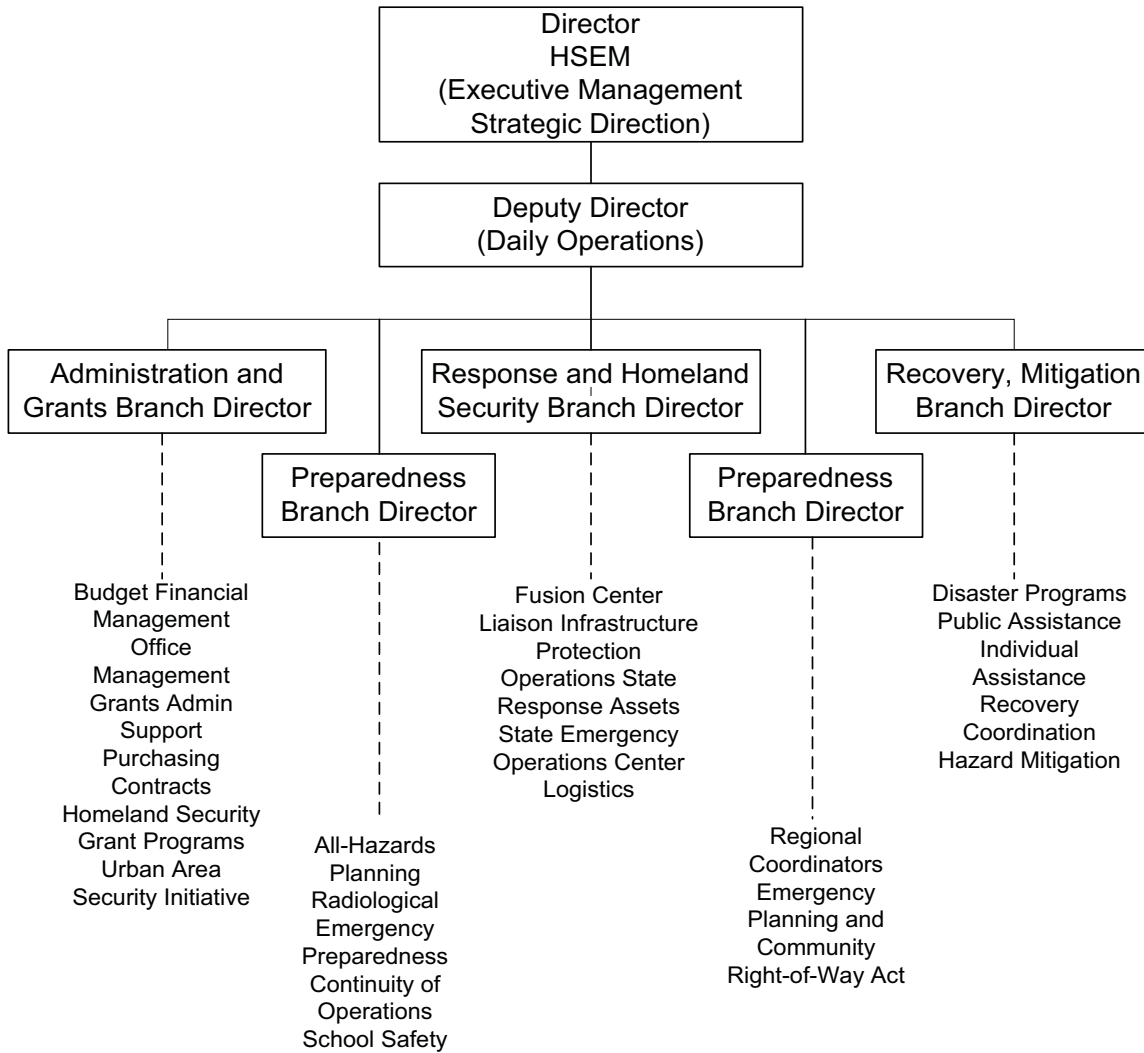 Director
HSEM
(Executive Management
Strategic Direction)
Deputy Director
(Daily Operations)
Administration and
Grants Branch Director
Response and Homeland
Security Branch Director
Recovery, Mitigation
Branch Director
Preparedness
Branch Director
Preparedness
Branch Director
Budget Financial
Management
Office
Management
Grants Admin
Support
Purchasing
Contracts
Homeland Security
Grant Programs
Urban Area
Security Initiative
All-Hazards
Planning
Radiological
Emergency
Preparedness
Continuity of
Operations
School Safety
Fusion Center
Liaison Infrastructure
Protection
Operations State
Response Assets
State Emergency
Operations Center
Logistics
Regional
Coordinators
Emergency
Planning and
Community
Right-of-Way Act
Disaster Programs
Public Assistance
Individual
Assistance
Recovery
Coordination
Hazard Mitigation